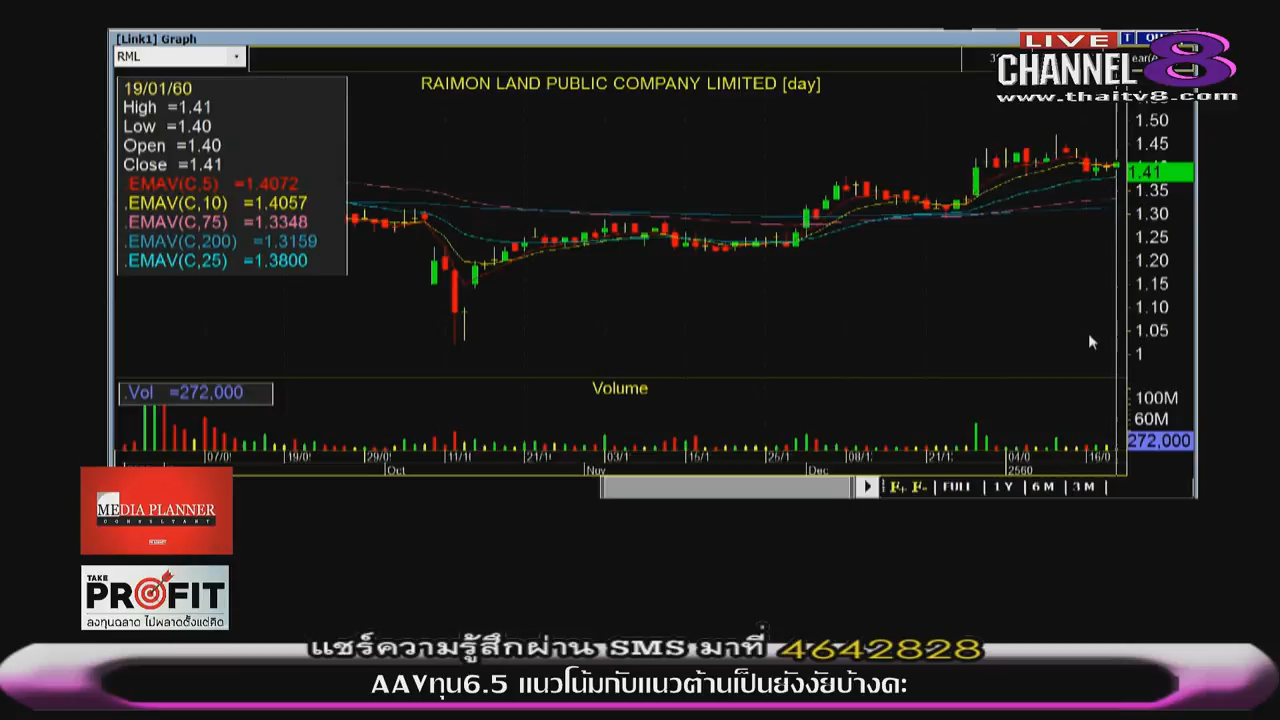 [Link1] Graph
RML
LIVE
CHANNEL 8
www.thaitv8.com
RAIMON LAND PUBLIC COMPANY LIMITED [day]
19/01/60
High =1.41
Low =1.40
Open =1.40
Close =1.41
.EMAV(C,5) =1.4072
.EMAV(C,10) =1.4057
.EMAV(C,75) =1.3348
.EMAV(C,200) =1.3159
.EMAV(C,25) =1.3800
1.50
1.45
1.41
1.35
1.30
1.25
1.20
1.15
1.10
1.05
1
.Vol =272,000
Volume
100M
60M
272,000
Oct Nov Dec 2560
F+ F- FULL 1Y 6M 3M
MEDIA PLANNER
CONSULTANT
TAKE
PROFIT
ลงทุนฉลาด ไม่พลาดตั้งแต่คิด
แชร์ความรู้สึกผ่าน SMS มาที่ 4642828
AAVทุน6.5 แนวโน้มกับแนวต้านเป็นยังงัยบ้างคะ